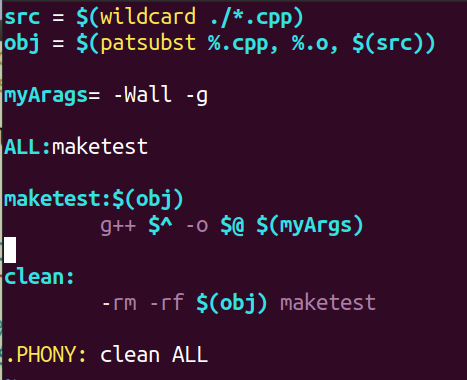 src = $(wildcard ./*.cpp)
obj = $(patsubst %.cpp, %.o, $(src))
myArags= -Wall -g
ALL:maketest
maketest:$(obj)
g++ $^ -o $@ $(myArgs)
clean:
-rm -rf $(obj) maketest
.PHONY: clean ALL